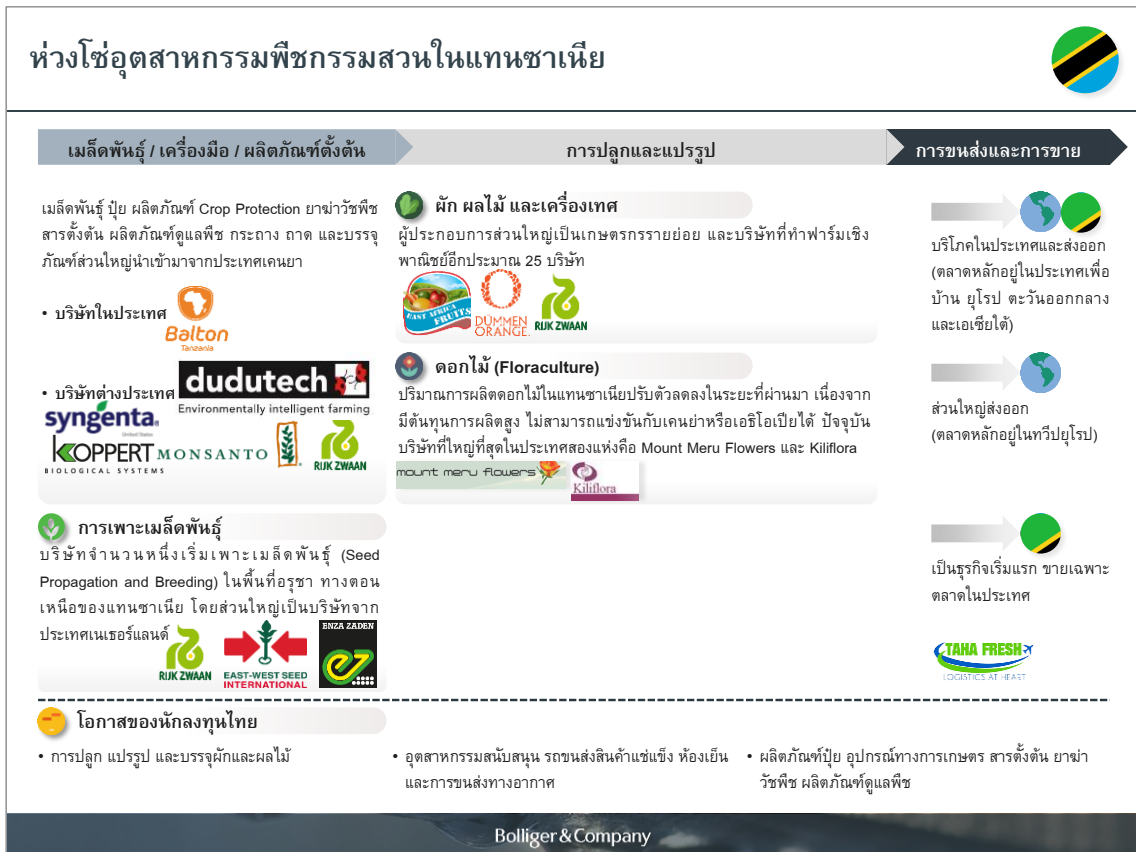 ห่วงโซ่อุตสาหกรรมพืชกรรมสวนในแทนซาเนีย
เมล็ดพันธุ์ / เครื่องมือ / ผลิตภัณฑ์ตั้งต้น
การปลูกและแปรรูป
การขนส่งและการขาย
เมล็ดพันธุ์ ปุ๋ย ผลิตภัณฑ์ Crop Protection ยาฆ่าวัชพืช
สารตั้งต้น ผลิตภัณฑ์ดูแลพืช กระถาง ถาด และบรรจุ
ภัณฑ์ส่วนใหญ่นำเข้ามาจากประเทศเคนยา
• บริษัทในประเทศ
Balton
Tanzania
• บริษัทต่างประเทศ
dudutech
Environmentally intelligent farming
syngenta
United States
KOPPERT
BIOLOGICAL SYSTEMS
MONSANTO
RIJK ZWAAN
การเพาะเมล็ดพันธุ์
บริษัทจำนวนหนึ่งเริ่มเพาะเมล็ดพันธุ์ (Seed
Propagation and Breeding) ในพื้นที่อรุชา ทางตอน
เหนือของแทนซาเนีย โดยส่วนใหญ่เป็นบริษัทจาก
ประเทศเนเธอร์แลนด์
RIJK ZWAAN
EAST-WEST SEED
INTERNATIONAL
ENZA ZADEN
ผัก ผลไม้ และเครื่องเทศ
ผู้ประกอบการส่วนใหญ่เป็นเกษตรกรรายย่อย และบริษัทที่ทำฟาร์มเชิง
พาณิชย์อีกประมาณ 25 บริษัท
EAST AFRICA
FRUITS
DÜMMEN
ORANGE
RIJK ZWAAN
ดอกไม้ (Floraculture)
ปริมาณการผลิตดอกไม้ในแทนซาเนียปรับตัวลดลงในระยะที่ผ่านมา เนื่องจาก
มีต้นทุนการผลิตสูง ไม่สามารถแข่งขันกับเคนย่าหรือเอธิโอเปียได้ ปัจจุบัน
บริษัทที่ใหญ่ที่สุดในประเทศสองแห่งคือ Mount Meru Flowers และ Kiliflora
mount meru flowers
Kiliflora
บริโภคในประเทศและส่งออก
(ตลาดหลักอยู่ในประเทศเพื่อ
บ้าน ยุโรป ตะวันออกกลาง
และเอเซียใต้)
ส่วนใหญ่ส่งออก
(ตลาดหลักอยู่ในทวีปยุโรป)
เป็นธุรกิจเริ่มแรก ขายเฉพาะ
ตลาดในประเทศ
TAHA FRESH
LOGISTICS AT HEART
โอกาสของนักลงทุนไทย
• การปลูก แปรรูป และบรรจุผักและผลไม้
• อุตสาหกรรมสนับสนุน รถขนส่งสินค้าแช่แข็ง ห้องเย็น
และการขนส่งทางอากาศ
• ผลิตภัณฑ์ปุ๋ย อุปกรณ์ทางการเกษตร สารตั้งต้น ยาฆ่า
วัชพืช ผลิตภัณฑ์ดูแลพืช
Bolliger & Company